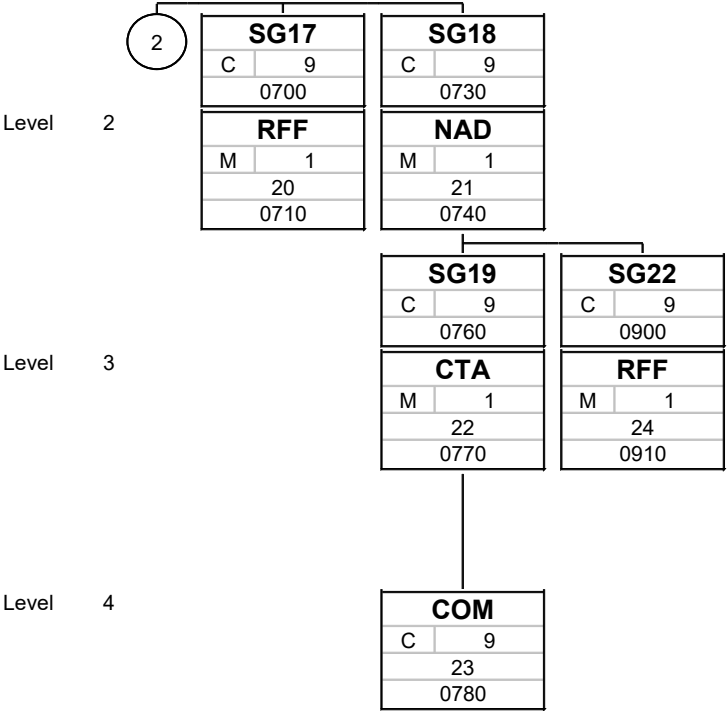 2
SG17
C 9
0700
SG18
C 9
0730
Level 2
RFF
M 1
20
0710
NAD
M 1
21
0740
SG19
C 9
0760
SG22
C 9
0900
Level 3
CTA
M 1
22
0770
RFF
M 1
24
0910
Level 4
COM
C 9
23
0780